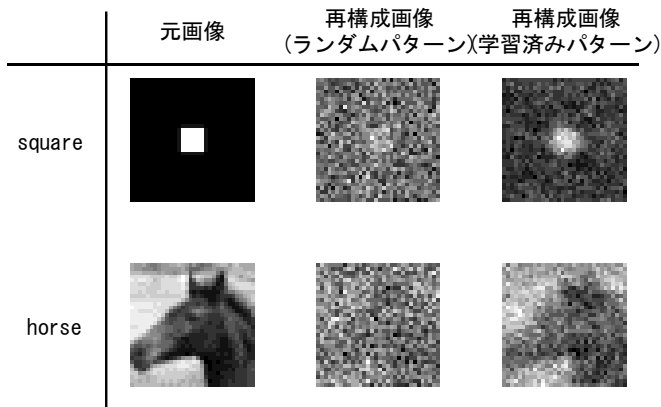 元画像
再構成画像
(ランダムパターン)
再構成画像
(学習済みパターン)
square
horse